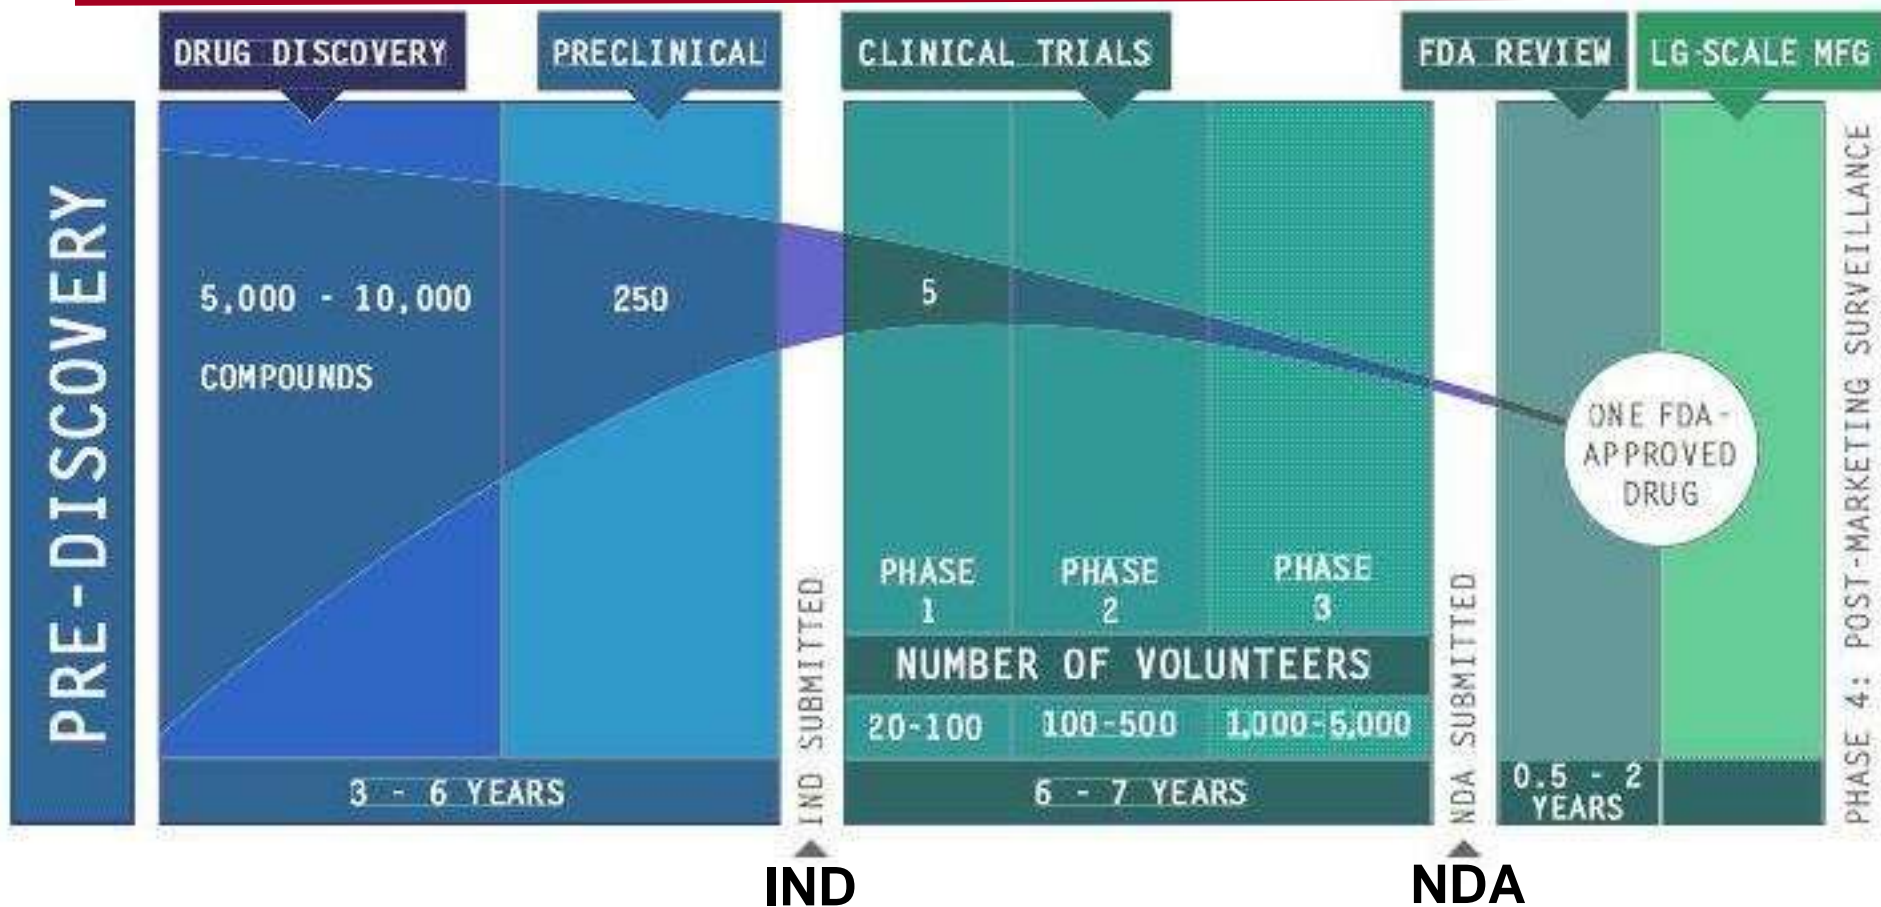 DRUG DISCOVERY
PRECLINICAL
CLINICAL TRIALS
FDA REVIEW
LG-SCALE MFG
PRE-DISCOVERY
5,000 - 10,000
COMPOUNDS
250
5
ONE FDA-
APPROVED
DRUG
PHASE
1
PHASE
2
PHASE
3
NUMBER OF VOLUNTEERS
20-100
100-500
1,000-5,000
3 - 6 YEARS
IND SUBMITTED
6 - 7 YEARS
NDA SUBMITTED
0.5 - 2
YEARS
PHASE 4: POST-MARKETING SURVEILLANCE
IND
NDA